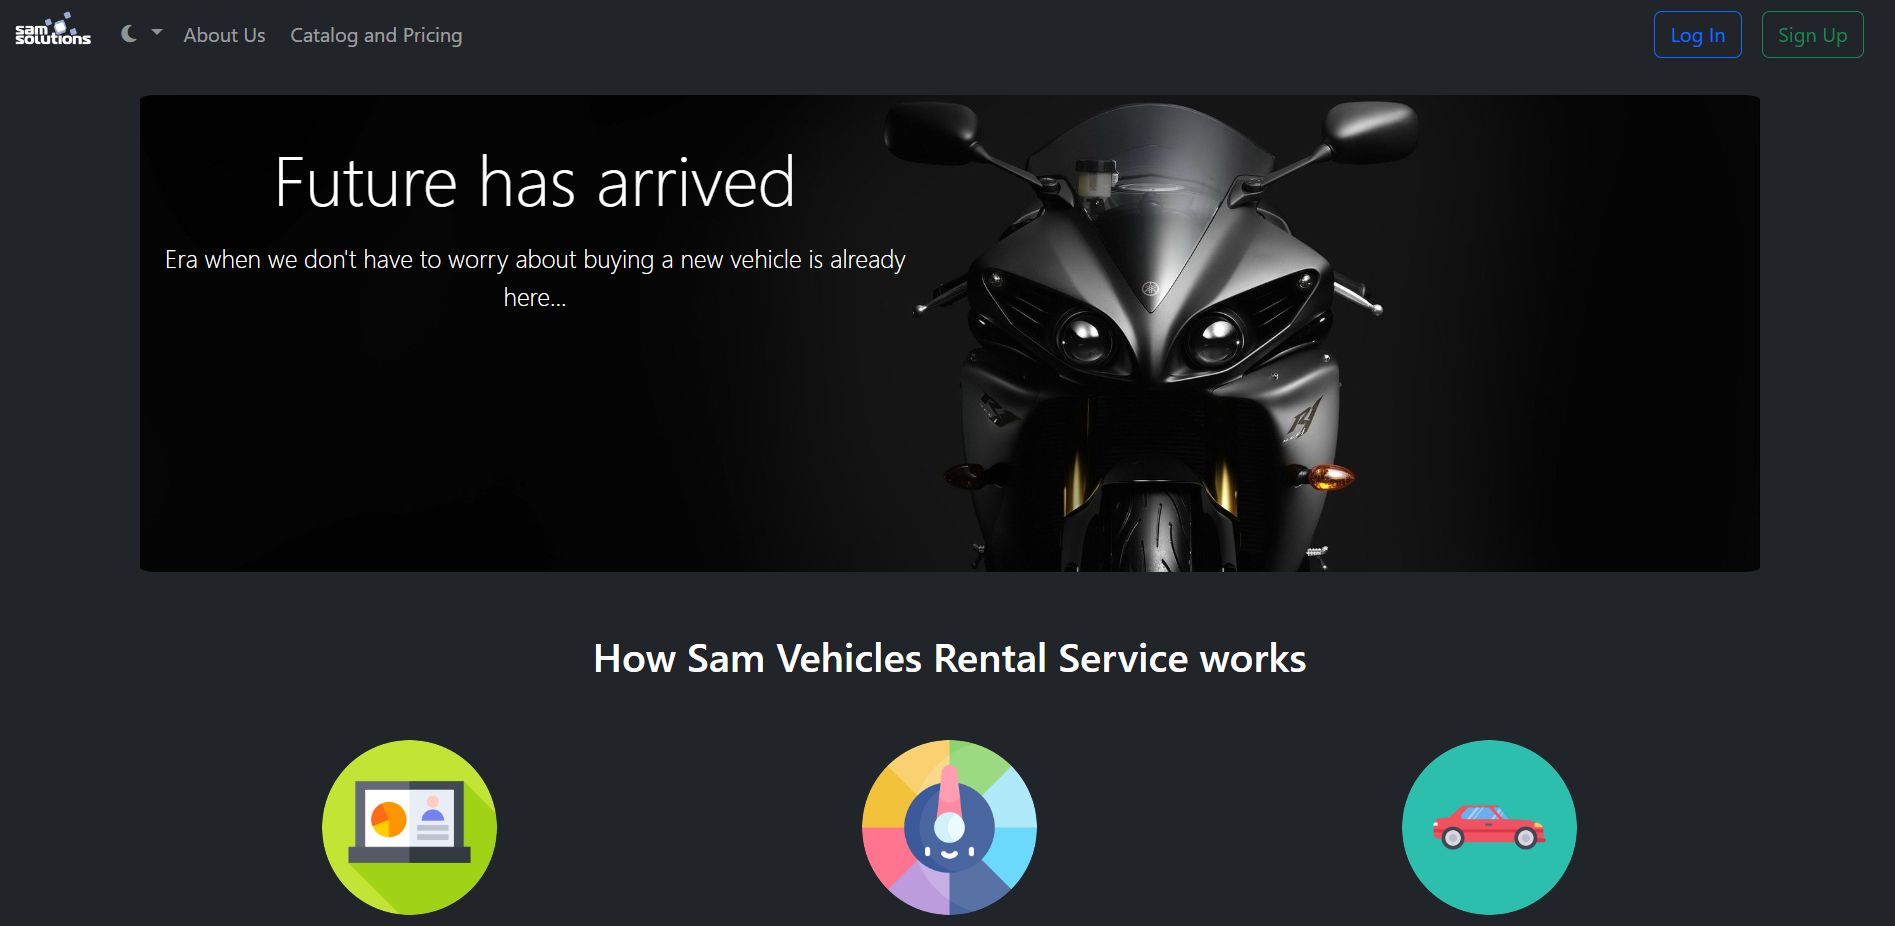 sam
solutions
About Us
Catalog and Pricing
Log In
Sign Up
Future has arrived
Era when we don't have to worry about buying a new vehicle is already
here...
How Sam Vehicles Rental Service works